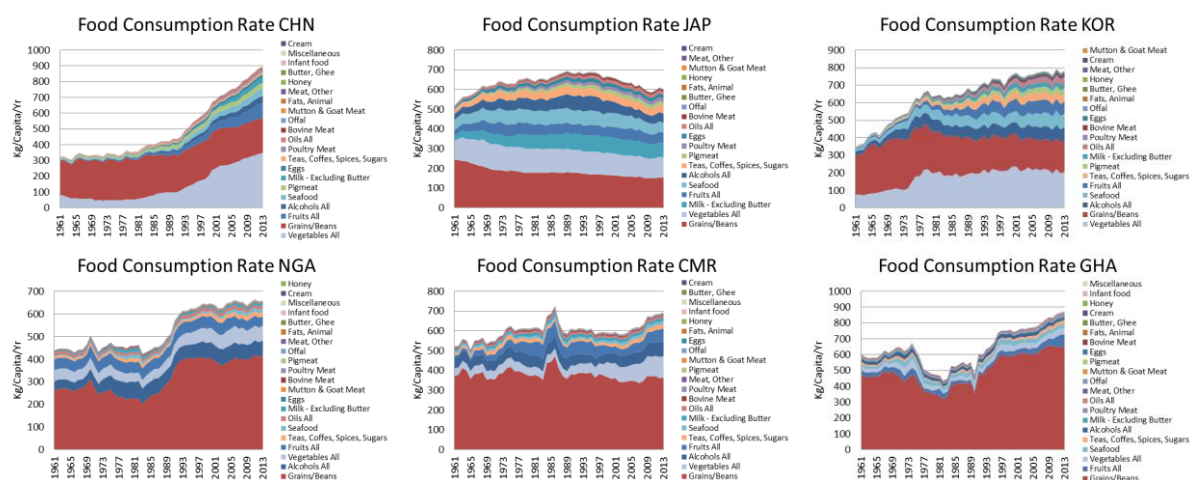 Food Consumption Rate CHN
Kg/Capita/Yr
1000
900
800
700
600
500
400
300
200
100
0
1961
1965
1969
1973
1977
1981
1985
1989
1993
1997
2001
2005
2009
2013
Cream
Miscellaneous
Infant food
Butter, Ghee
Honey
Meat, Other
Fats, Animal
Mutton & Goat Meat
Offal
Bovine Meat
Oils All
Poultry Meat
Teas, Coffes, Spices, Sugars
Eggs
Milk - Excluding Butter
Pigmeat
Seafood
Alcohols All
Fruits All
Grains/Beans
Vegetables All
Food Consumption Rate JAP
Kg/Capita/Yr
800
700
600
500
400
300
200
100
0
1961
1965
1969
1973
1977
1981
1985
1989
1993
1997
2001
2005
2009
2013
Cream
Meat, Other
Mutton & Goat Meat
Honey
Fats, Animal
Butter, Ghee
Offal
Bovine Meat
Oils All
Eggs
Poultry Meat
Pigmeat
Teas, Coffes, Spices, Sugars
Alcohols All
Seafood
Fruits All
Milk - Excluding Butter
Vegetables All
Grains/Beans
Food Consumption Rate KOR
Kg/Capita/Yr
900
800
700
600
500
400
300
200
100
0
1961
1965
1969
1973
1977
1981
1985
1989
1993
1997
2001
2005
2009
2013
Mutton & Goat Meat
Cream
Honey
Meat, Other
Butter, Ghee
Fats, Animal
Offal
Eggs
Bovine Meat
Poultry Meat
Oils All
Milk - Excluding Butter
Pigmeat
Teas, Coffes, Spices, Sugars
Fruits All
Seafood
Alcohols All
Grains/Beans
Vegetables All
Food Consumption Rate NGA
Kg/Capita/Yr
700
600
500
400
300
200
100
0
1961
1965
1969
1973
1977
1981
1985
1989
1993
1997
2001
2005
2009
2013
Honey
Cream
Miscellaneous
Infant food
Butter, Ghee
Fats, Animal
Meat, Other
Offal
Pigmeat
Poultry Meat
Bovine Meat
Mutton & Goat Meat
Eggs
Milk - Excluding Butter
Oils All
Seafood
Teas, Coffes, Spices, Sugars
Fruits All
Vegetables All
Alcohols All
Grains/Beans
Food Consumption Rate CMR
Kg/Capita/Yr
800
700
600
500
400
300
200
100
0
1961
1965
1969
1973
1977
1981
1985
1989
1993
1997
2001
2005
2009
2013
Cream
Butter, Ghee
Miscellaneous
Infant food
Honey
Fats, Animal
Eggs
Offal
Mutton & Goat Meat
Pigmeat
Meat, Other
Poultry Meat
Bovine Meat
Oils All
Milk - Excluding Butter
Seafood
Teas, Coffes, Spices, Sugars
Fruits All
Alcohols All
Vegetables All
Grains/Beans
Food Consumption Rate GHA
Kg/Capita/Yr
1000
900
800
700
600
500
400
300
200
100
0
1961
1965
1969
1973
1977
1981
1985
1989
1993
1997
2001
2005
2009
2013
Miscellaneous
Infant food
Honey
Cream
Butter, Ghee
Fats, Animal
Bovine Meat
Eggs
Pigmeat
Mutton & Goat Meat
Offal
Meat, Other
Oils All
Poultry Meat
Milk - Excluding Butter
Alcohols All
Teas, Coffes, Spices, Sugars
Seafood
Vegetables All
Fruits All
Grains/Beans